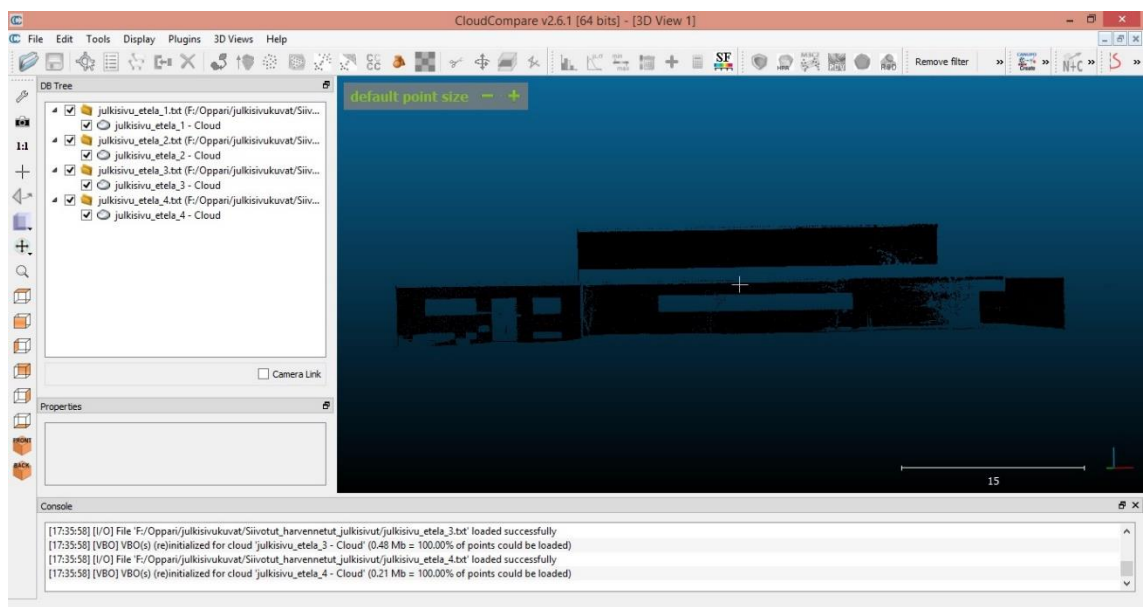 CloudCompare v2.6.1 [64 bits] - [3D View 1]
File Edit Tools Display Plugins 3D Views Help
SF Remove filter » » N+C » »
DB Tree
default point size − +
julkisivu_etela_1.txt (F:/Oppari/julkisivukuvat/Siiv...
julkisivu_etela_1 - Cloud
julkisivu_etela_2.txt (F:/Oppari/julkisivukuvat/Siiv...
julkisivu_etela_2 - Cloud
julkisivu_etela_3.txt (F:/Oppari/julkisivukuvat/Siiv...
julkisivu_etela_3 - Cloud
julkisivu_etela_4.txt (F:/Oppari/julkisivukuvat/Siiv...
julkisivu_etela_4 - Cloud
1:1
Camera Link
Properties
FRONT
BACK
15
Console
[17:35:58] [I/O] File 'F:/Oppari/julkisivukuvat/Siivotut_harvennetut_julkisivut/julkisivu_etela_3.txt' loaded successfully
[17:35:58] [VBO] VBO(s) (re)initialized for cloud 'julkisivu_etela_3 - Cloud' (0.48 Mb = 100.00% of points could be loaded)
[17:35:58] [I/O] File 'F:/Oppari/julkisivukuvat/Siivotut_harvennetut_julkisivut/julkisivu_etela_4.txt' loaded successfully
[17:35:58] [VBO] VBO(s) (re)initialized for cloud 'julkisivu_etela_4 - Cloud' (0.21 Mb = 100.00% of points could be loaded)